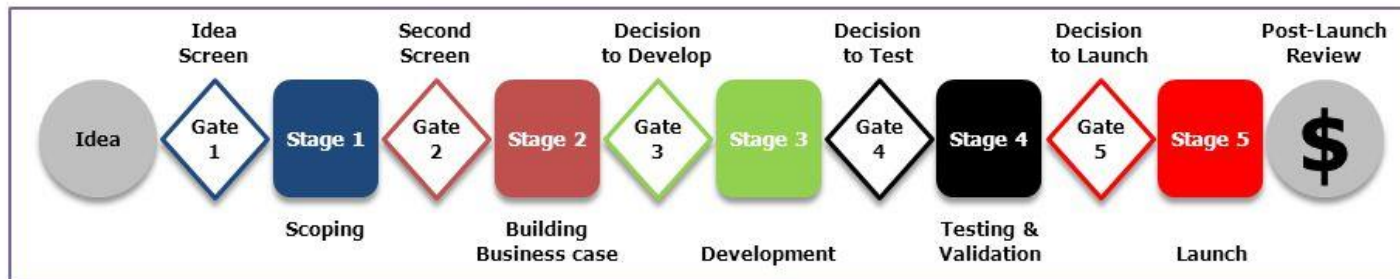 Idea
Screen
Second
Screen
Decision
to Develop
Decision
to Test
Decision
to Launch
Post-Launch
Review
Idea
Gate
1
Stage 1
Gate
2
Stage 2
Gate
3
Stage 3
Gate
4
Stage 4
Gate
5
Stage 5
$
Scoping
Building
Business case
Development
Testing &
Validation
Launch